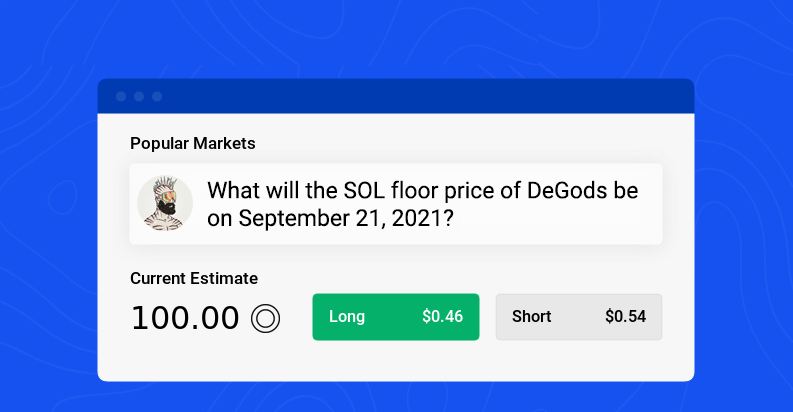 Popular Markets
What will the SOL floor price of DeGods be
on September 21, 2021?
Current Estimate
100.00
Long $0.46
Short $0.54